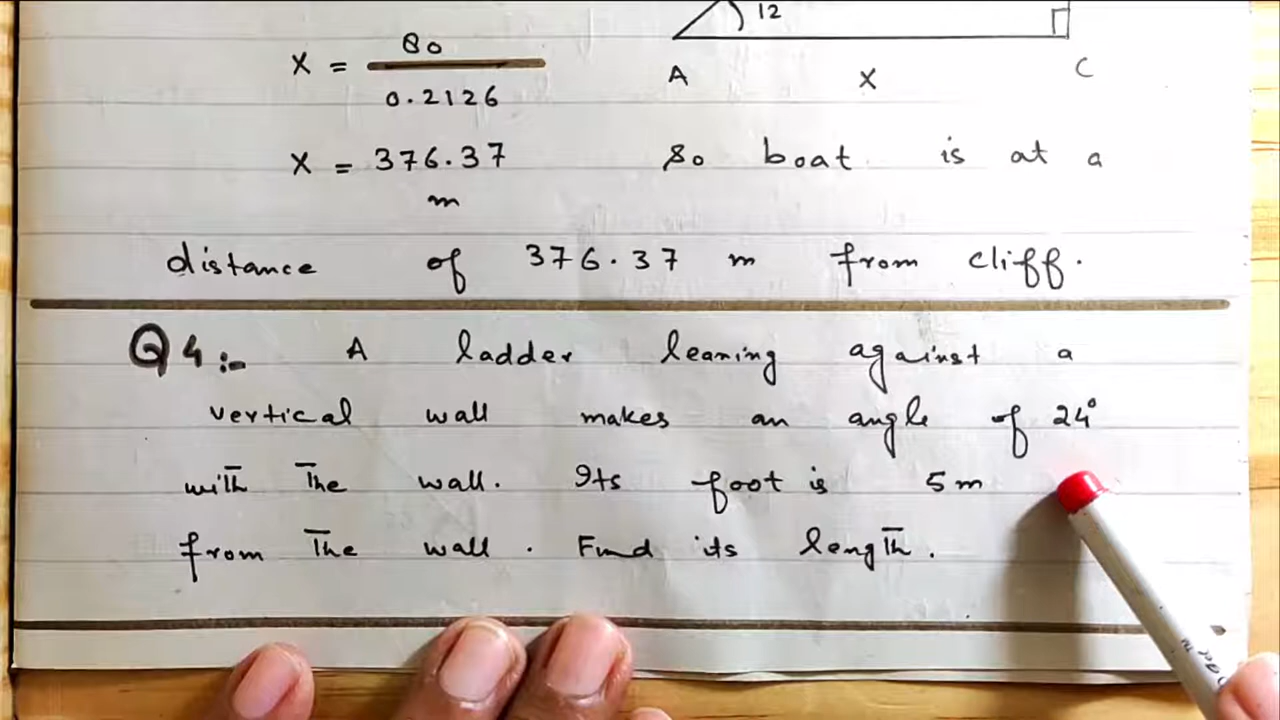 12
X = 80
0.2126
A X C
X = 376.37
m
So boat is at a
distance of 376.37 m from cliff.
Q4:- A ladder leaning against a
vertical wall makes an angle of 24°
with the wall. Its foot is 5m
from the wall. Find its length.